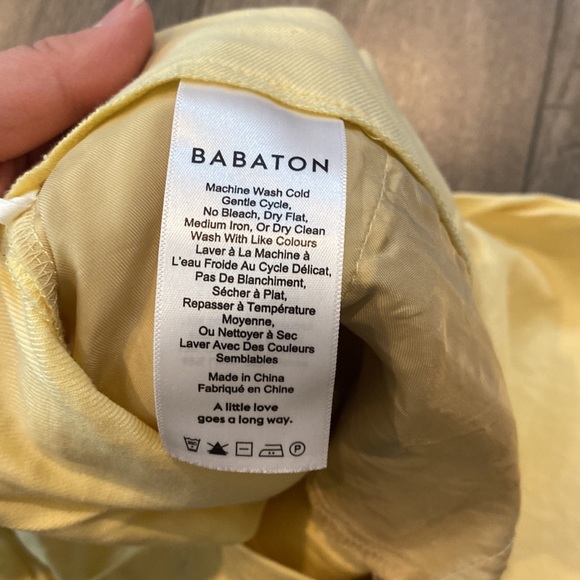 BABATON
Machine Wash Cold
Gentle Cycle,
No Bleach, Dry Flat,
Medium Iron, Or Dry Clean
Wash With Like Colours
Laver à La Machine à
L'eau Froide Au Cycle Délicat,
Pas De Blanchiment,
Sécher à Plat,
Repasser à Température
Moyenne,
Ou Nettoyer à Sec
Laver Avec Des Couleurs
Semblables
Made in China
Fabriqué en Chine
A little love
goes a long way.
P